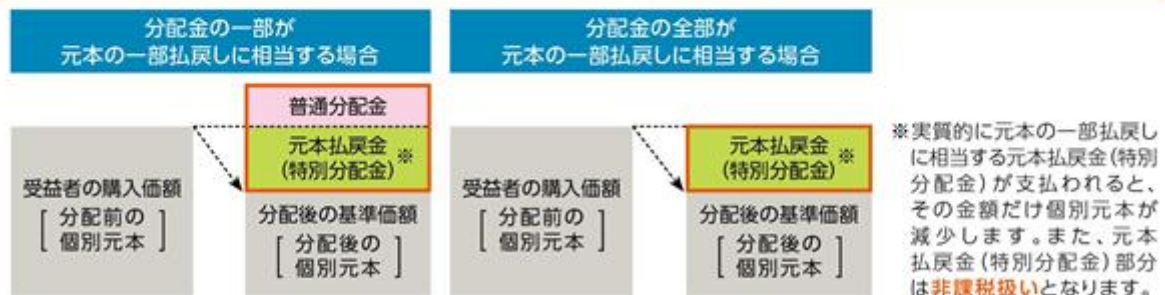 分配金の一部が
元本の一部払戻しに相当する場合
普通分配金
元本払戻金
(特別分配金)
※
受益者の購入価額
[分配前の
個別元本]
分配後の基準価額
[分配後の
個別元本]
分配金の全部が
元本の一部払戻しに相当する場合
元本払戻金
(特別分配金)
※
受益者の購入価額
[分配前の
個別元本]
分配後の基準価額
[分配後の
個別元本]
※実質的に元本の一部払戻し
に相当する元本払戻金(特別
分配金)が支払われると、
その金額だけ個別元本が
減少します。また、元本
払戻金(特別分配金)部分
は非課税扱いとなります。